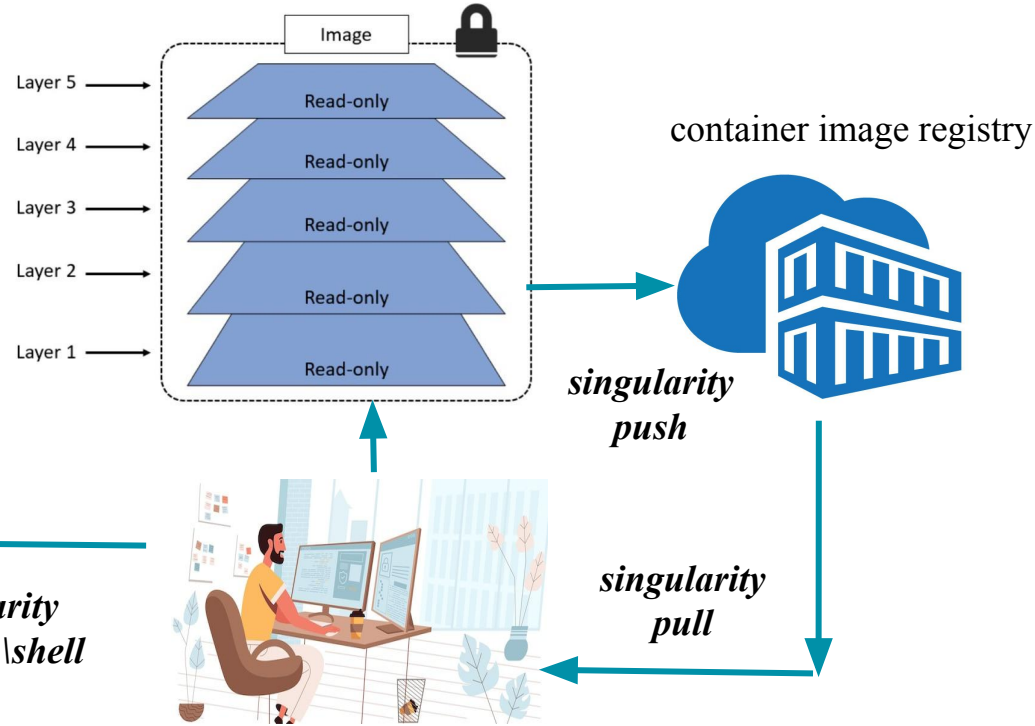 Image
Layer 5
Read-only
Layer 4
Read-only
Layer 3
Read-only
Layer 2
Read-only
Layer 1
Read-only
container image registry
singularity
push
singularity
pull
\shell